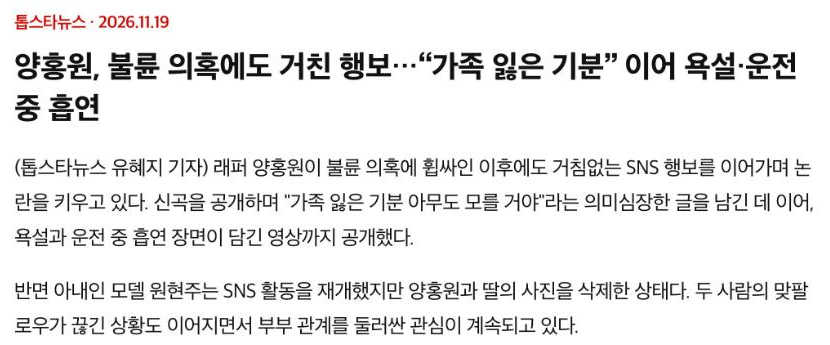 톱스타뉴스 · 2026.11.19
양홍원, 불륜 의혹에도 거친 행보…“가족 잃은 기분” 이어 욕설·운전
중 흡연
(톱스타뉴스 유혜지 기자) 래퍼 양홍원이 불륜 의혹에 휩싸인 이후에도 거침없는 SNS 행보를 이어가며 논
란을 키우고 있다. 신곡을 공개하며 "가족 잃은 기분 아무도 모를 거야"라는 의미심장한 글을 남긴 데 이어,
욕설과 운전 중 흡연 장면이 담긴 영상까지 공개했다.
반면 아내인 모델 원현주는 SNS 활동을 재개했지만 양홍원과 딸의 사진을 삭제한 상태다. 두 사람의 맞팔
로우가 끊긴 상황도 이어지면서 부부 관계를 둘러싼 관심이 계속되고 있다.